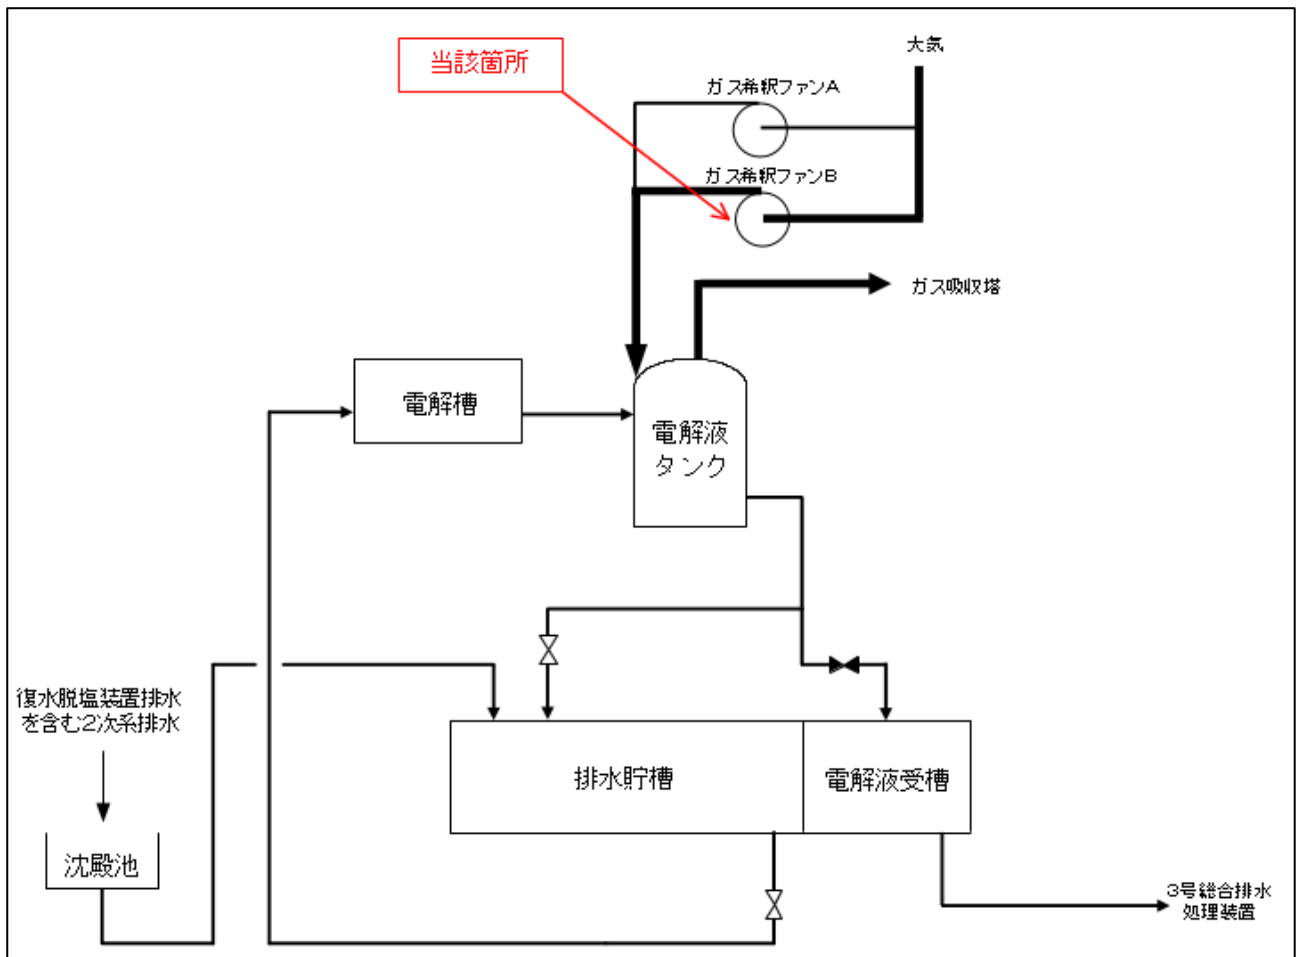 大気
当該箇所
ガス希釈ファンA
ガス希釈ファンB
ガス吸収塔
電解槽
電解液
タンク
復水脱塩装置排水
を含む2次系排水
排水貯槽
電解液受槽
沈殿池
3号総合排水
処理装置